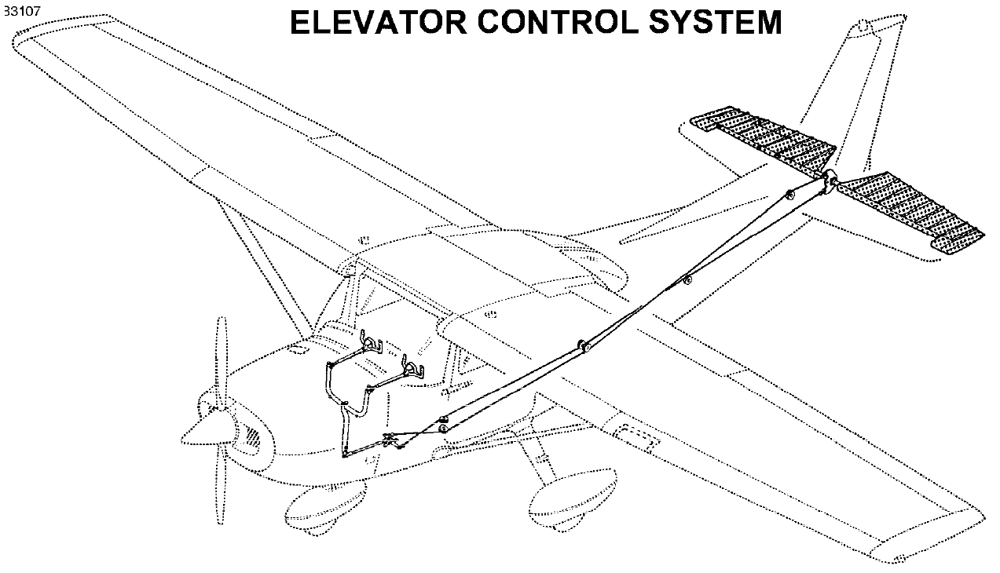 33107
ELEVATOR CONTROL SYSTEM